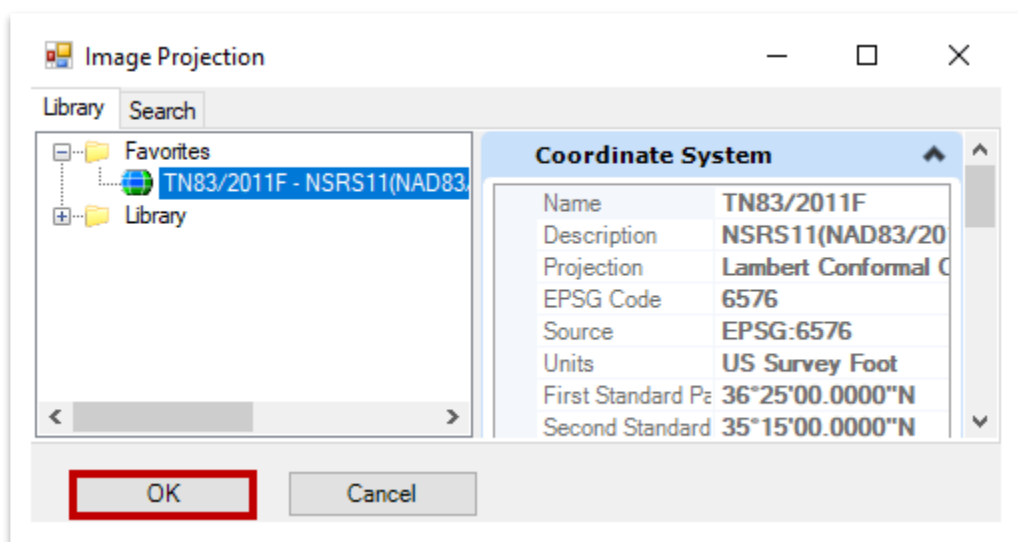 Image Projection
Library Search
Favorites
TN83/2011F - NSRS11(NAD83/
Library
Coordinate System
Name TN83/2011F
Description NSRS11(NAD83/20
Projection Lambert Conformal C
EPSG Code 6576
Source EPSG:6576
Units US Survey Foot
First Standard Pa 36°25'00.0000"N
Second Standard 35°15'00.0000"N
OK Cancel